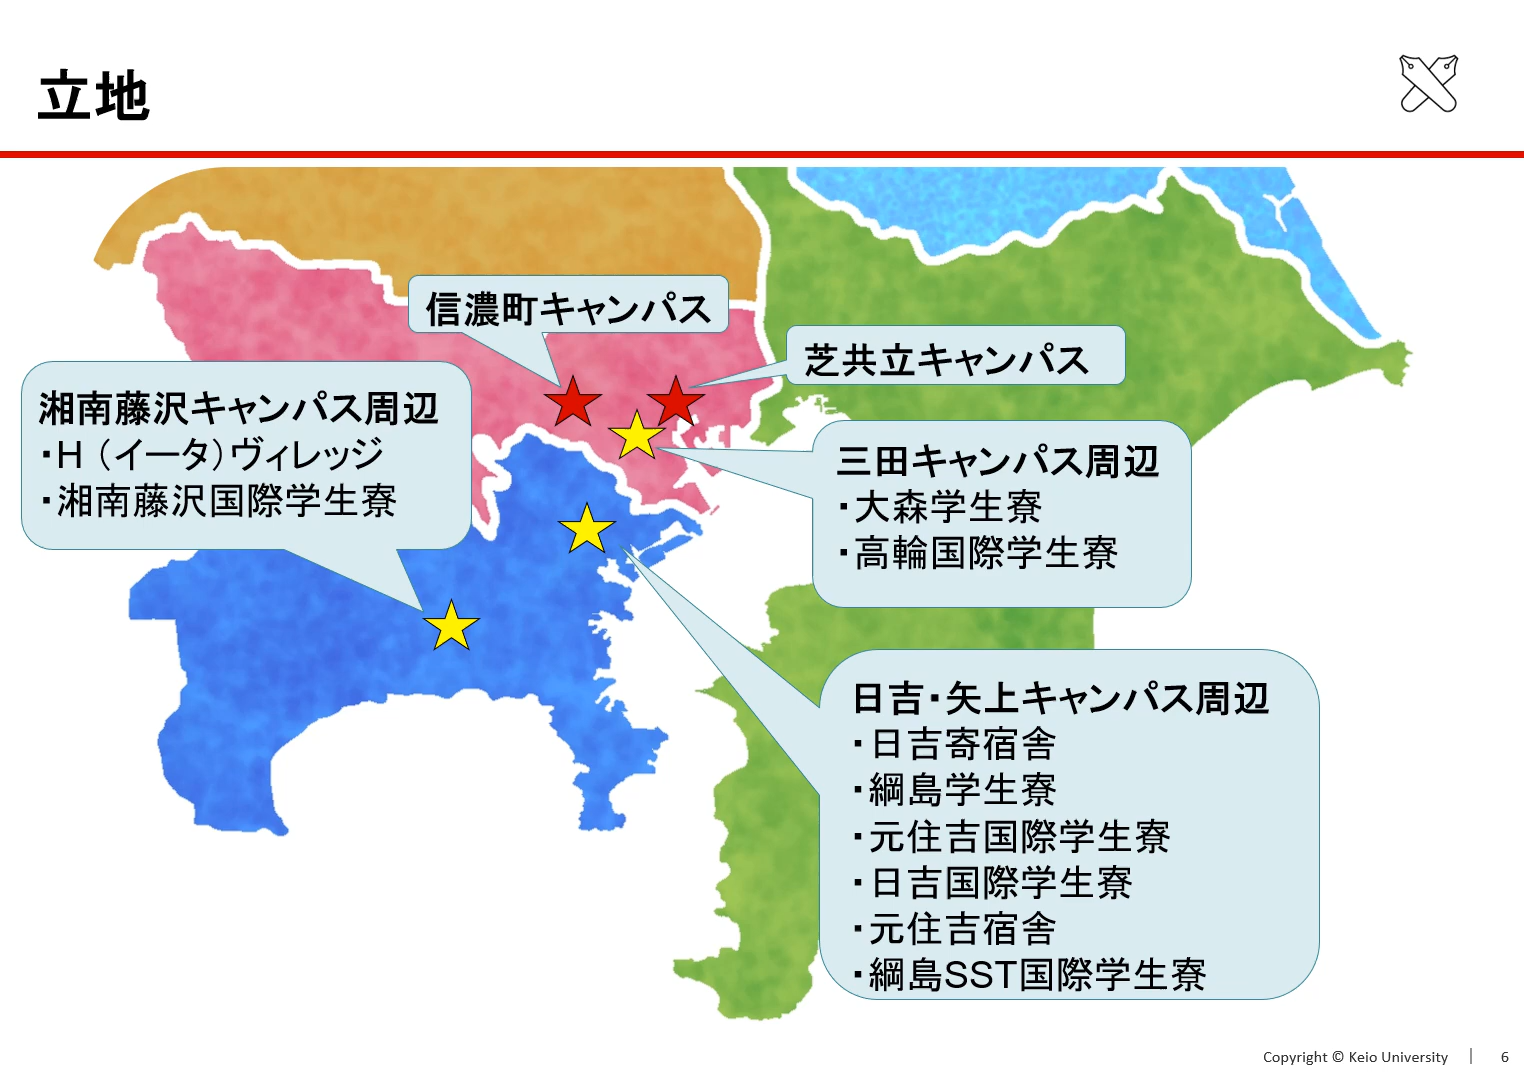 立地
信濃町キャンパス
芝共立キャンパス
湘南藤沢キャンパス周辺
・Η（イータ）ヴィレッジ
・湘南藤沢国際学生寮
三田キャンパス周辺
・大森学生寮
・高輪国際学生寮
日吉・矢上キャンパス周辺
・日吉寄宿舎
・綱島学生寮
・元住吉国際学生寮
・日吉国際学生寮
・元住吉宿舎
・綱島SST国際学生寮
Copyright © Keio University | 6